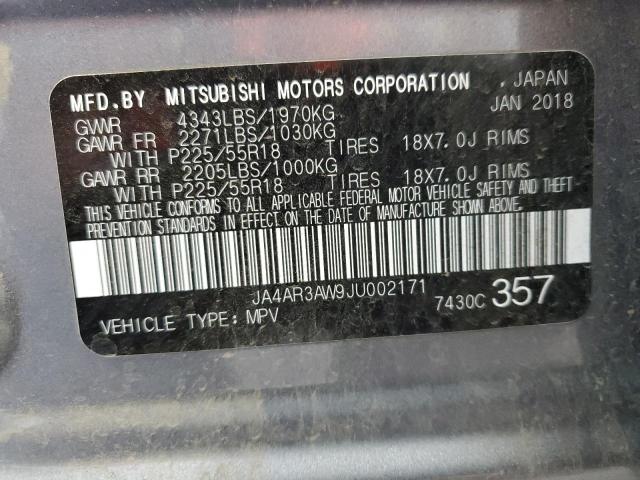 MFD.BY MITSUBISHI MOTORS CORPORATION , JAPAN
GVWR 4343LBS/1970KG JAN 2018
GAWR FR 2271LBS/1030KG
WITH P225/55R18 TIRES 18X7.0J RIMS
GAWR RR 2205LBS/1000KG
WITH P225/55R18 TIRES 18X7.0J RIMS
THIS VEHICLE CONFORMS TO ALL APPLICABLE FEDERAL MOTOR VEHICLE SAFETY AND THEFT
PREVENTION STANDARDS IN EFFECT ON THE DATE OF MANUFACTURE SHOWN ABOVE.
JA4AR3AW9JU002171
VEHICLE TYPE: MPV 7430C 357